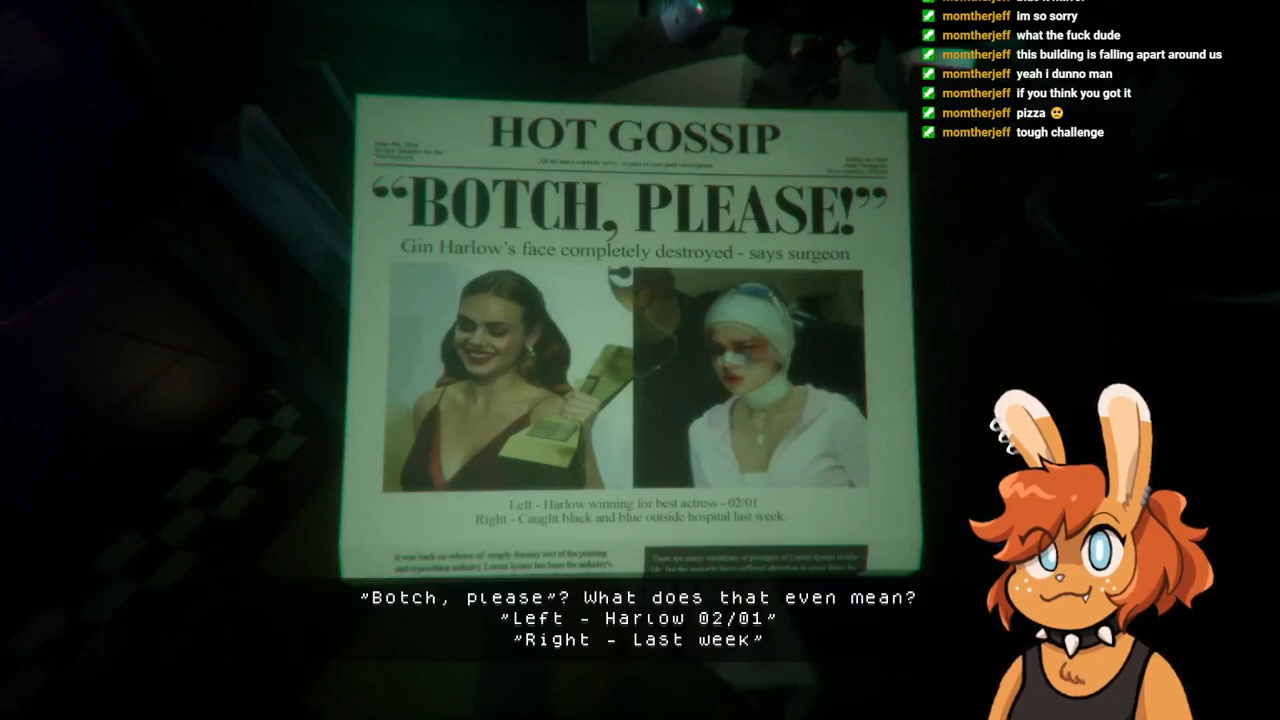 momtherjeff Im so sorry
momtherjeff what the fuck dude
momtherjeff this building is falling apart around us
momtherjeff yeah i dunno man
momtherjeff if you think you got it
momtherjeff pizza 🥺
momtherjeff tough challenge
HOT GOSSIP
“BOTCH, PLEASE!”
Gin Harlow’s face completely destroyed - says surgeon
Left - Harlow winning for best actress - 02/01
Right - Caught black and blue outside hospital last week.
"Botch, please"? What does that even mean?
"Left - Harlow 02/01"
"Right - Last week"